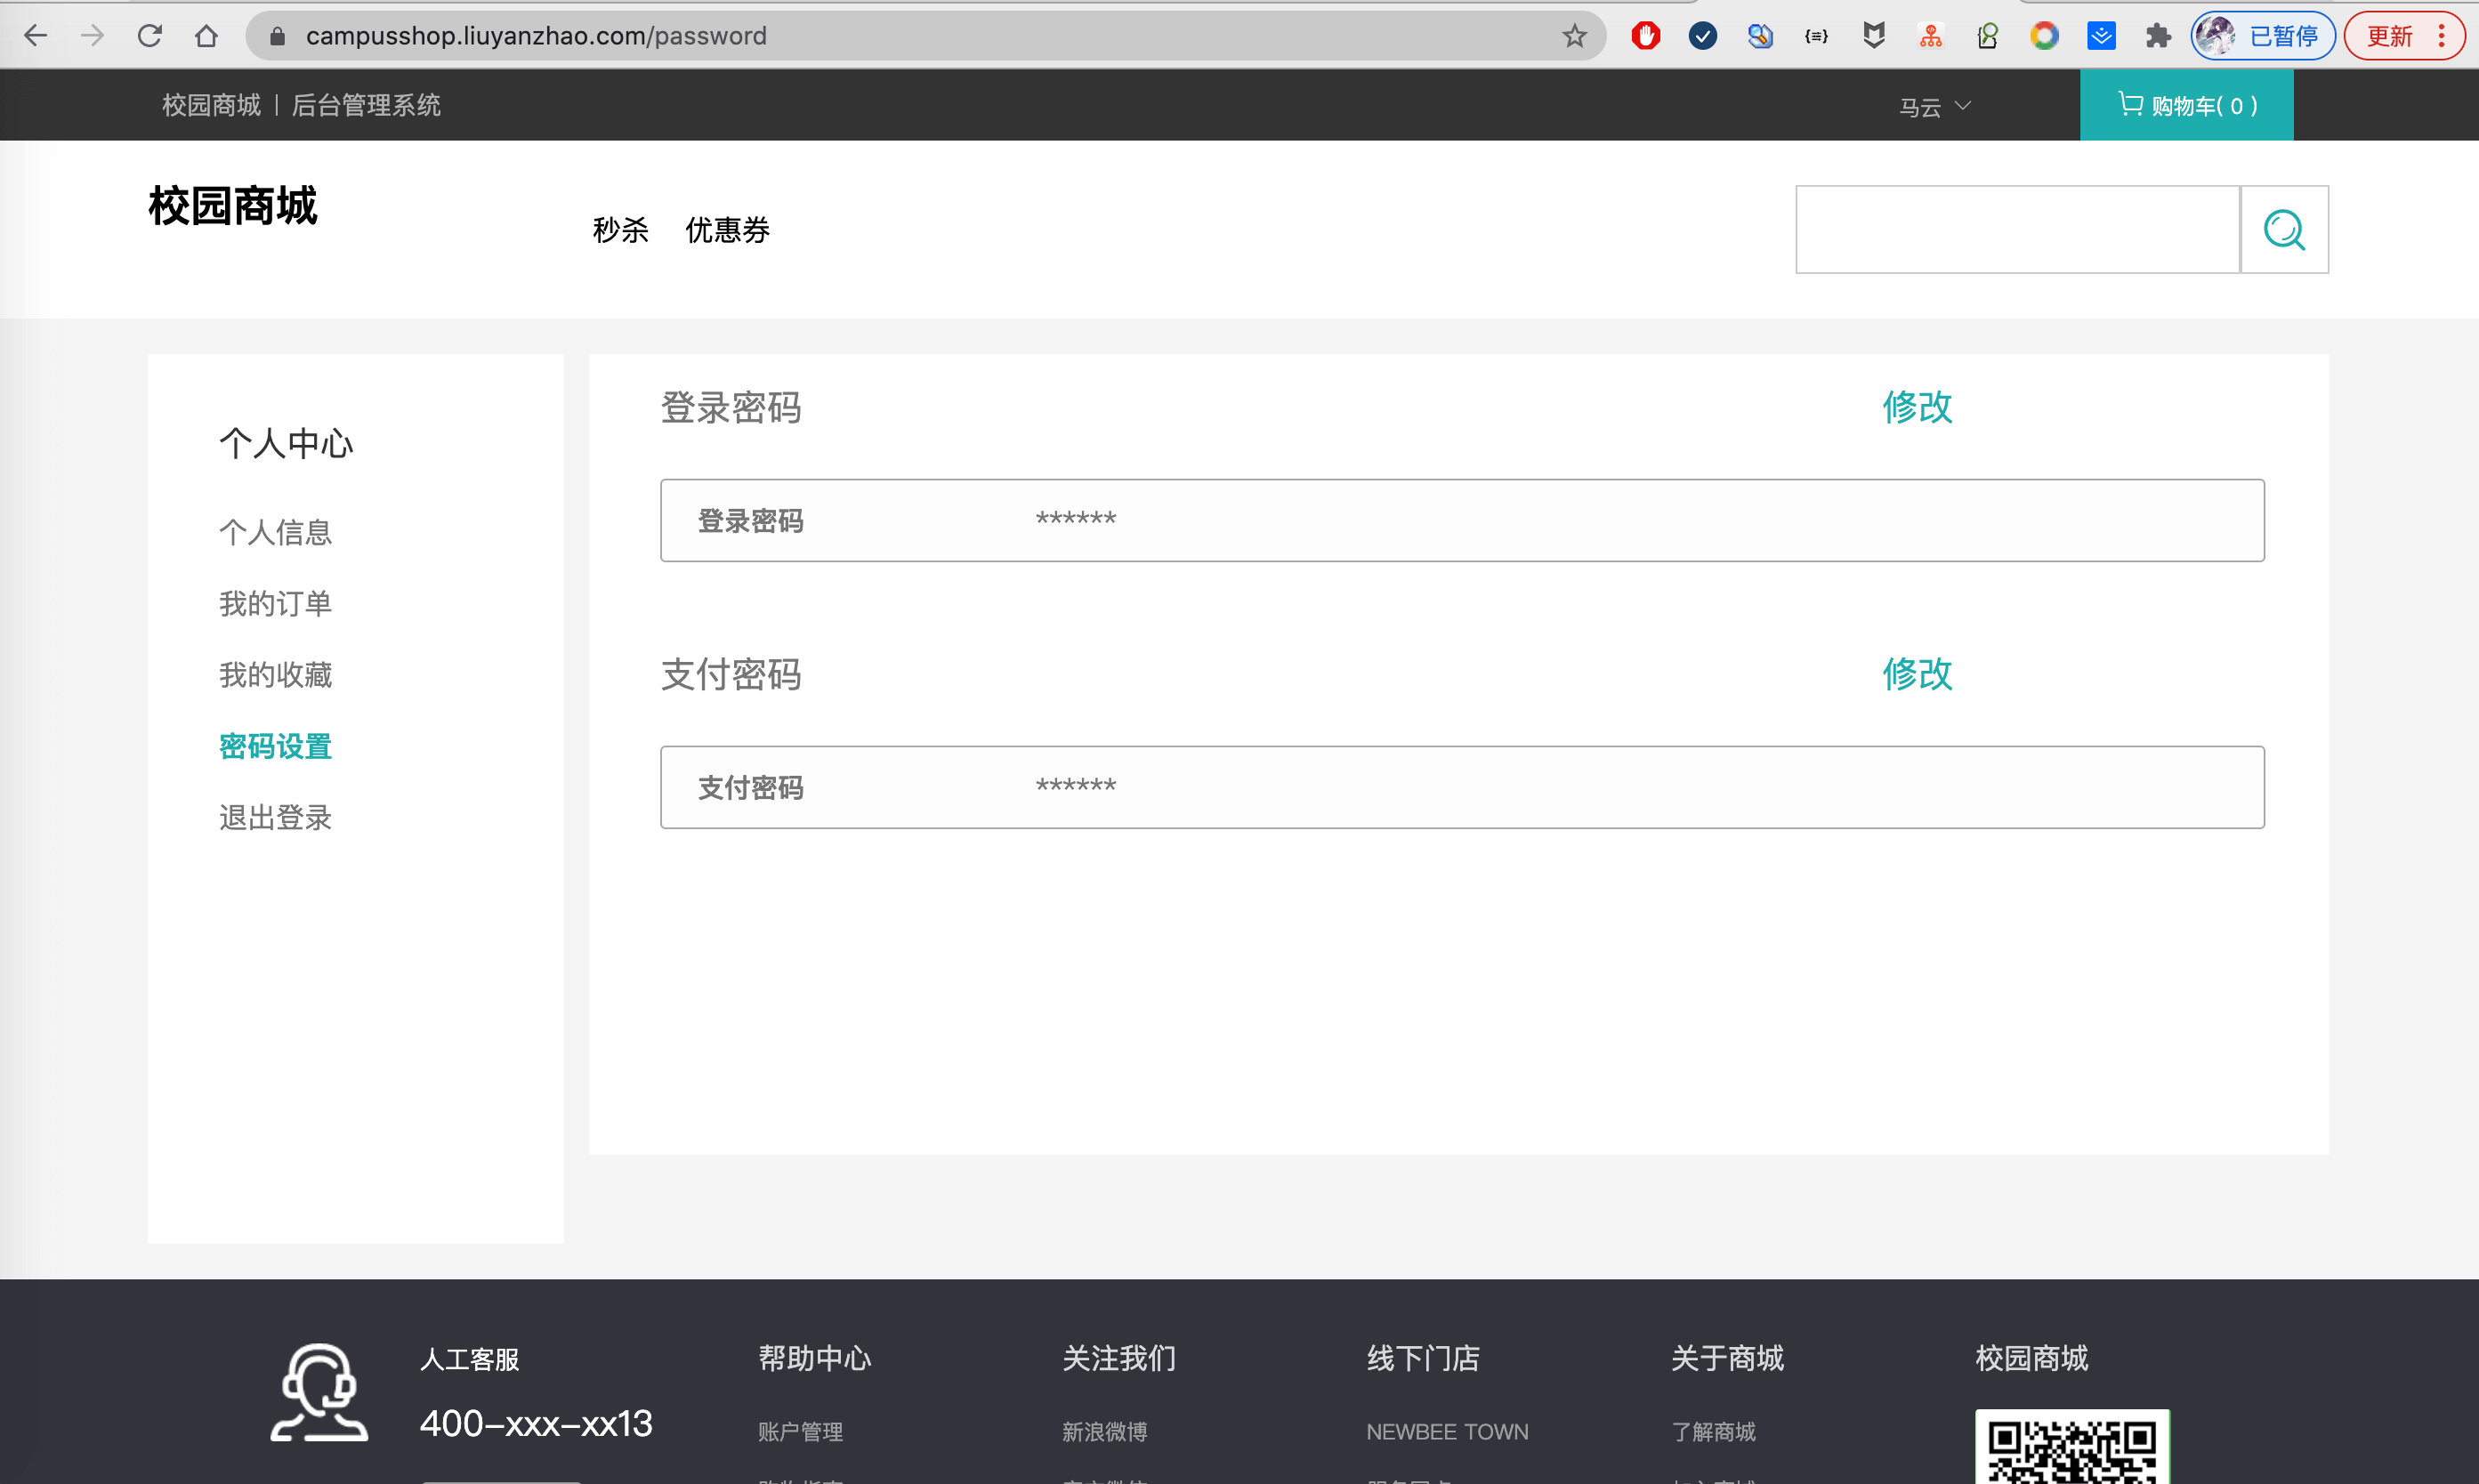 campusshop.liuyanzhao.com/password
已暂停
更新
校园商城 | 后台管理系统
马云
购物车( 0 )
校园商城
秒杀 优惠券
个人中心
个人信息
我的订单
我的收藏
密码设置
退出登录
登录密码 修改
登录密码 ******
支付密码 修改
支付密码 ******
人工客服
400-xxx-xx13
帮助中心
账户管理
关注我们
新浪微博
线下门店
NEWBEE TOWN
关于商城
了解商城
校园商城